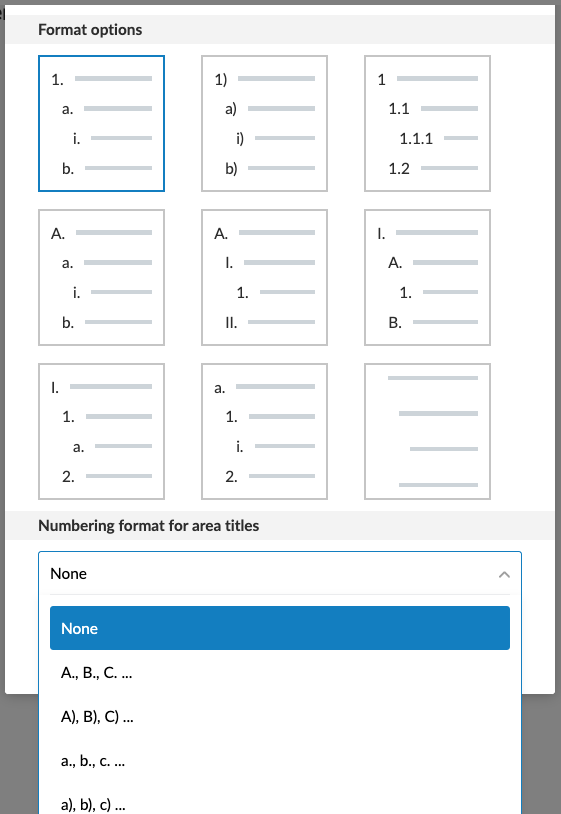 Format options
1.
a.
i.
b.
1)
a)
i)
b)
1
1.1
1.1.1
1.2
A.
a.
i.
b.
A.
I.
1.
II.
I.
A.
1.
B.
I.
1.
a.
2.
a.
1.
i.
2.
Numbering format for area titles
None
None
A., B., C. ...
A), B), C) ...
a., b., c. ...
a), b), c) ...